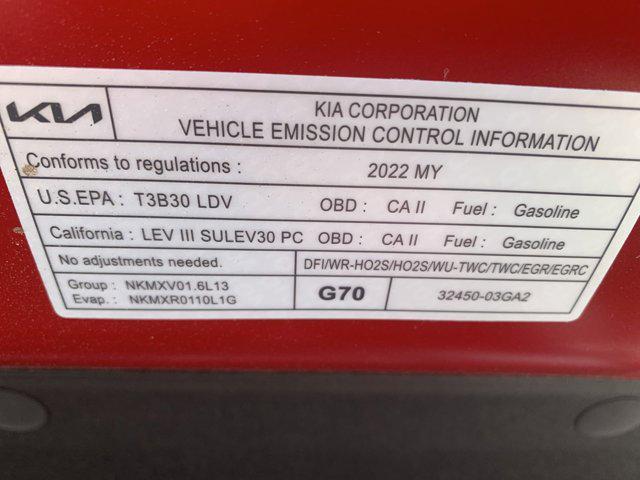 KIA
KIA CORPORATION
VEHICLE EMISSION CONTROL INFORMATION
Conforms to regulations : 2022 MY
U.S.EPA : T3B30 LDV OBD : CA II Fuel : Gasoline
California : LEV III SULEV30 PC OBD : CA II Fuel : Gasoline
No adjustments needed. DFI/WR-HO2S/HO2S/WU-TWC/TWC/EGR/EGRC
Group : NKMXV01.6L13
Evap. : NKMXR0110L1G
G70
32450-03GA2